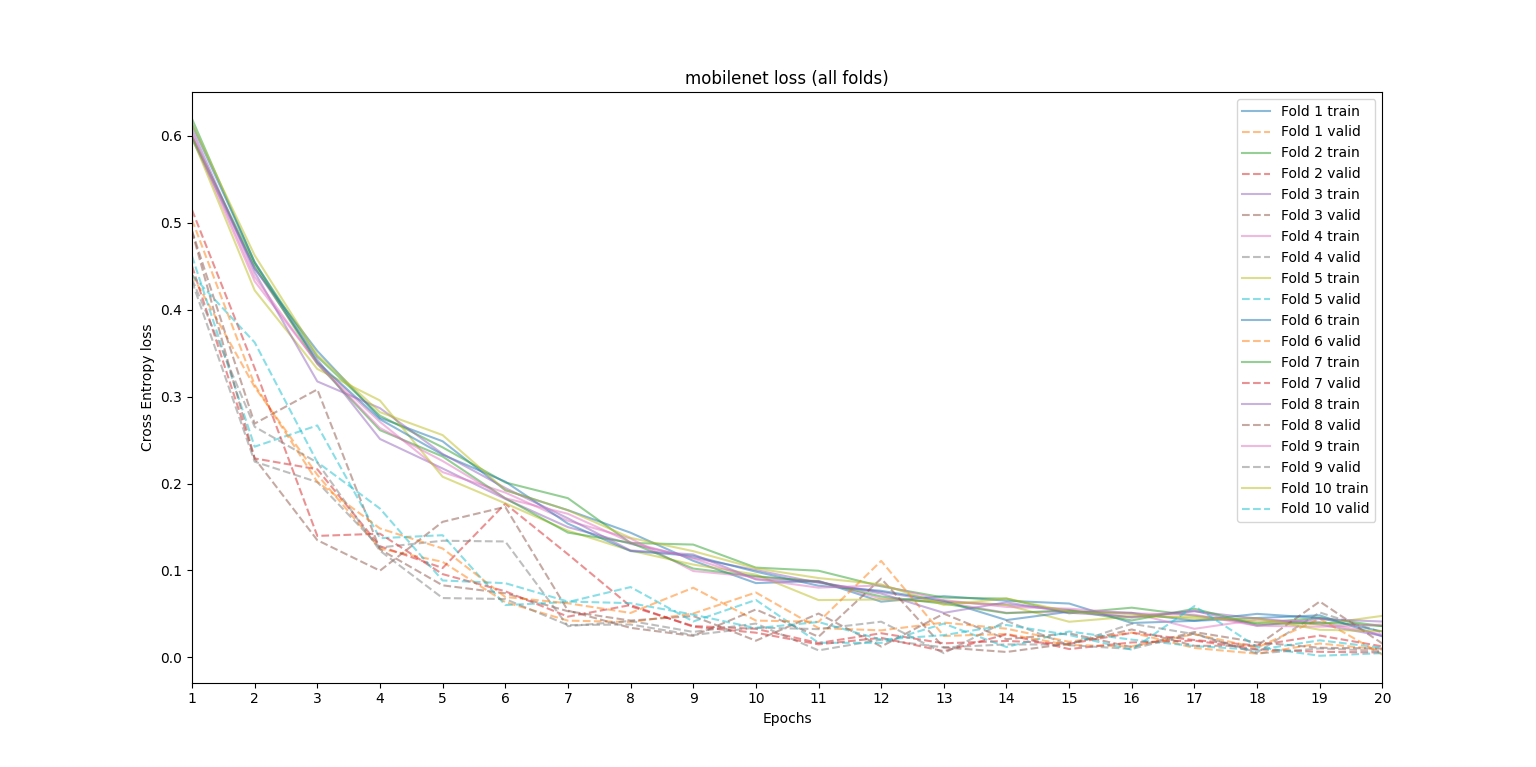 mobilenet loss (all folds)
Cross Entropy loss
0.6
0.5
0.4
0.3
0.2
0.1
0.0
Fold 1 train
Fold 1 valid
Fold 2 train
Fold 2 valid
Fold 3 train
Fold 3 valid
Fold 4 train
Fold 4 valid
Fold 5 train
Fold 5 valid
Fold 6 train
Fold 6 valid
Fold 7 train
Fold 7 valid
Fold 8 train
Fold 8 valid
Fold 9 train
Fold 9 valid
Fold 10 train
Fold 10 valid
1 2 3 4 5 6 7 8 9 10 11 12 13 14 15 16 17 18 19 20
Epochs